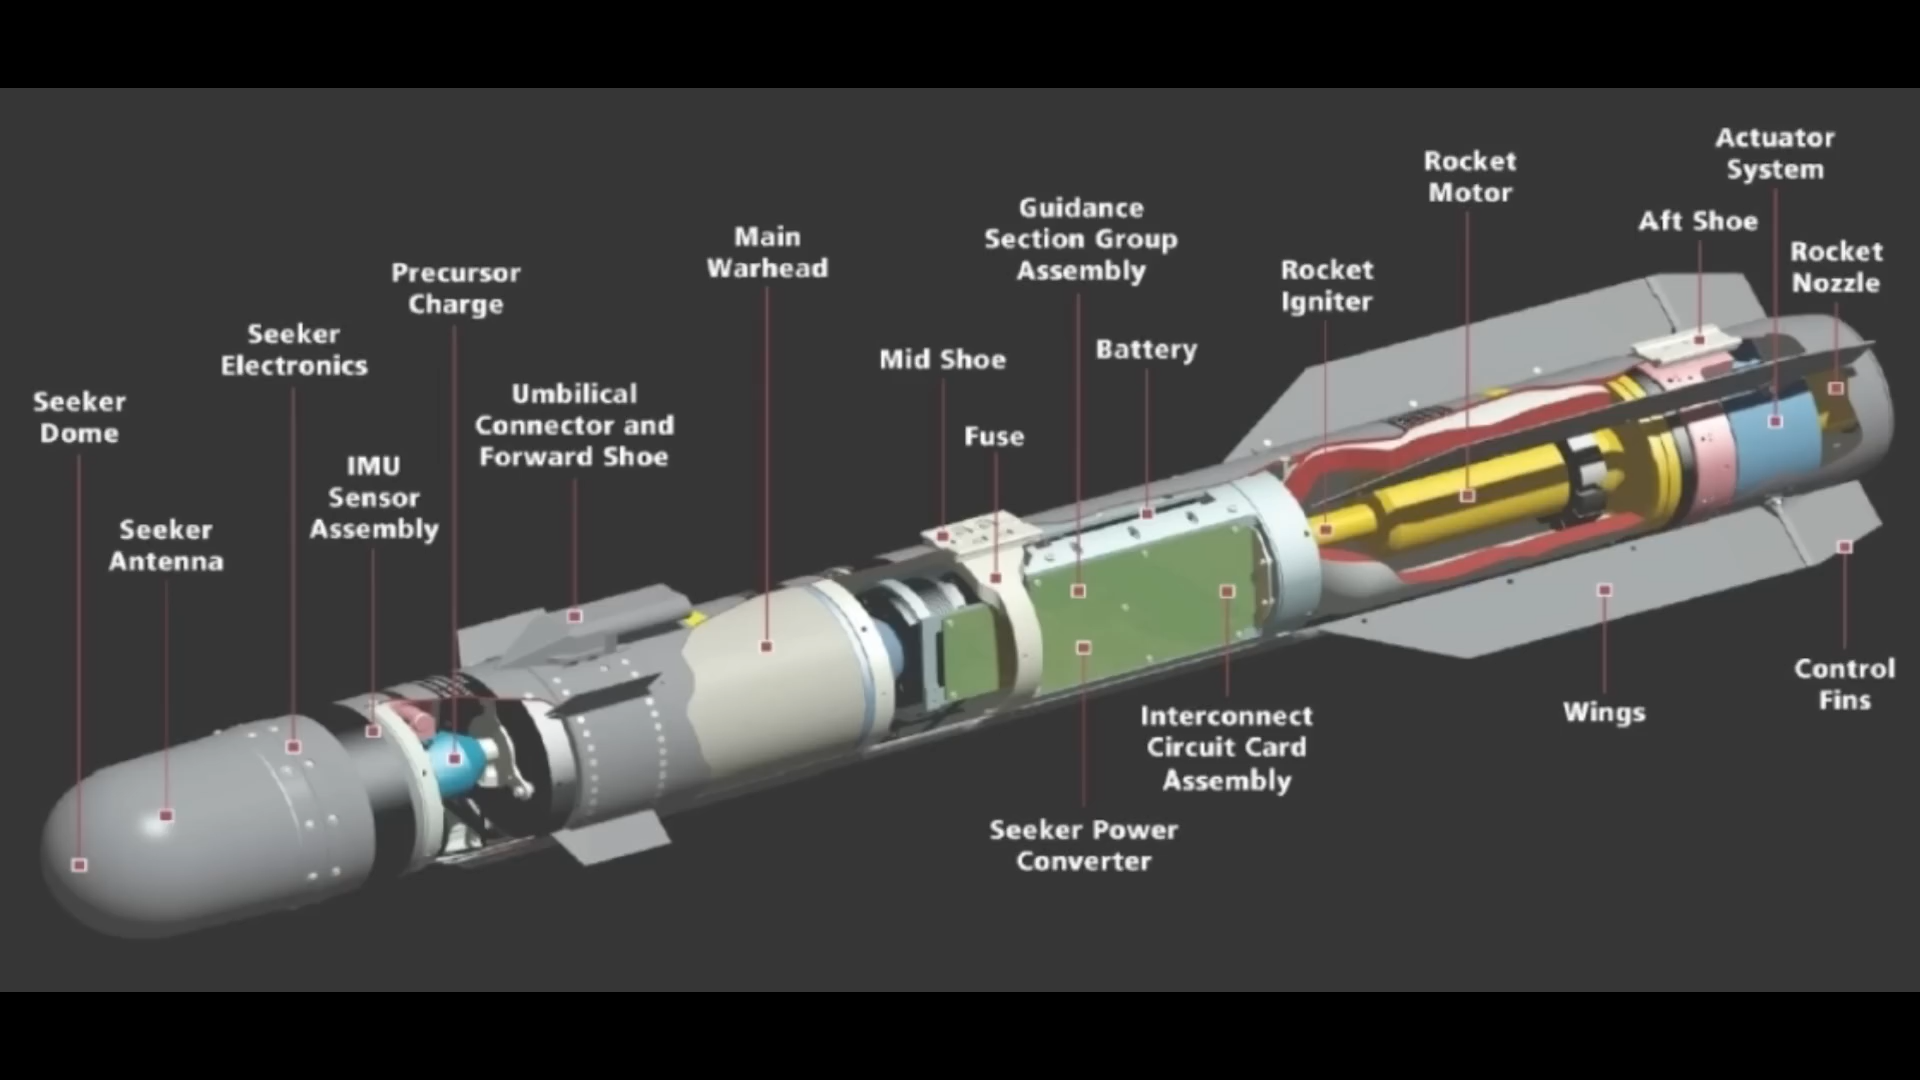 Actuator
System
Rocket
Motor
Guidance
Section Group
Assembly
Aft Shoe
Main
Warhead
Rocket
Nozzle
Precursor
Charge
Rocket
Igniter
Seeker
Electronics
Battery
Mid Shoe
Umbilical
Connector and
Forward Shoe
Seeker
Dome
Fuse
IMU
Sensor
Assembly
Seeker
Antenna
Control
Fins
Wings
Interconnect
Circuit Card
Assembly
Seeker Power
Converter